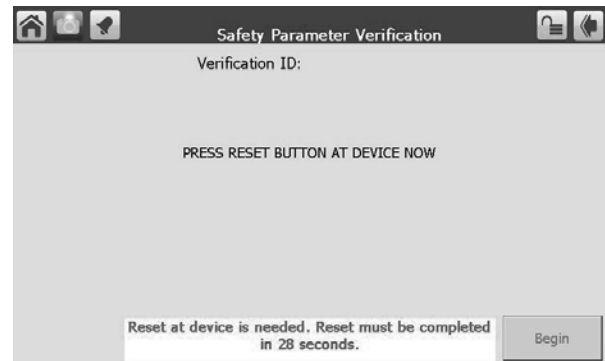 Safety Parameter Verification
Verification ID:
PRESS RESET BUTTON AT DEVICE NOW
Reset at device is needed. Reset must be completed
in 28 seconds.
Begin